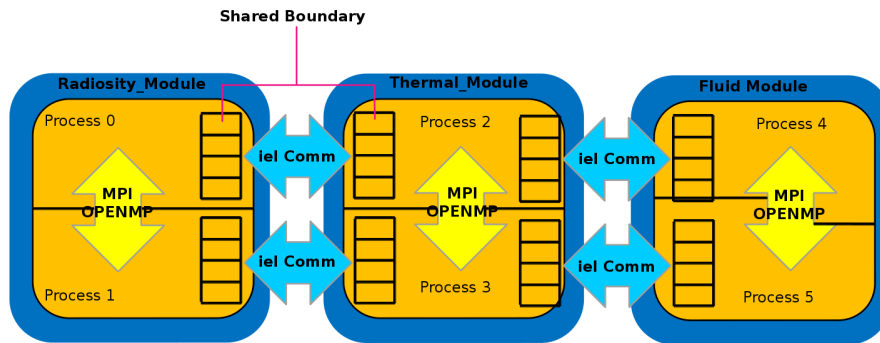 Shared Boundary
Radiosity_Module
Thermal_Module
Fluid Module
Process 0
Process 2
Process 4
iel Comm
iel Comm
MPI
OPENMP
MPI
OPENMP
MPI
OPENMP
iel Comm
iel Comm
Process 1
Process 3
Process 5